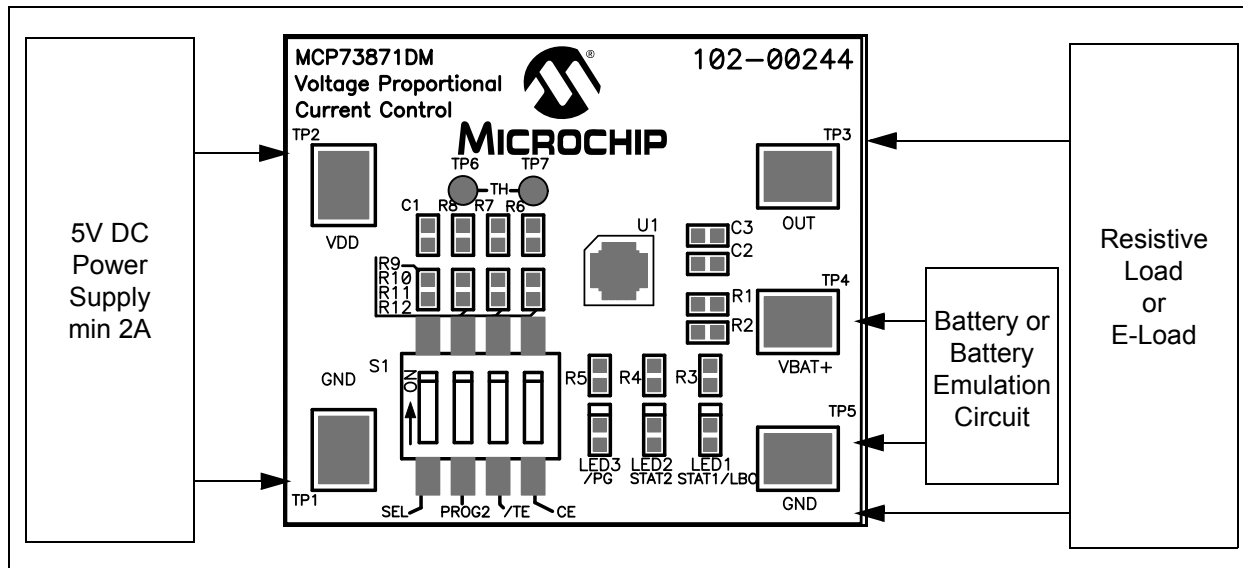 5V DC
Power
Supply
min 2A
MCP73871DM
Voltage Proportional
Current Control
®
MICROCHIP
102-00244
TP2
VDD
GND
TP1
TP6
TP7
TH
C1
R8
R7
R6
R9
R10
R11
R12
U1
C3
C2
R1
R2
S1
ON
R5
R4
R3
LED3
/PG
LED2
STAT2
LED1
STAT1/LBO
SEL
PROG2
/TE
CE
TP3
OUT
TP4
VBAT+
TP5
GND
Battery or
Battery
Emulation
Circuit
Resistive
Load
or
E-Load